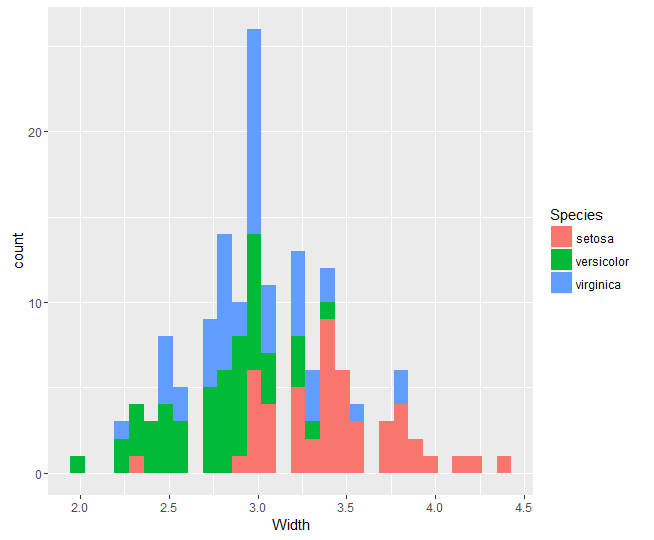 count
20
10
0
2.0 2.5 3.0 3.5 4.0 4.5
Width
Species
setosa
versicolor
virginica